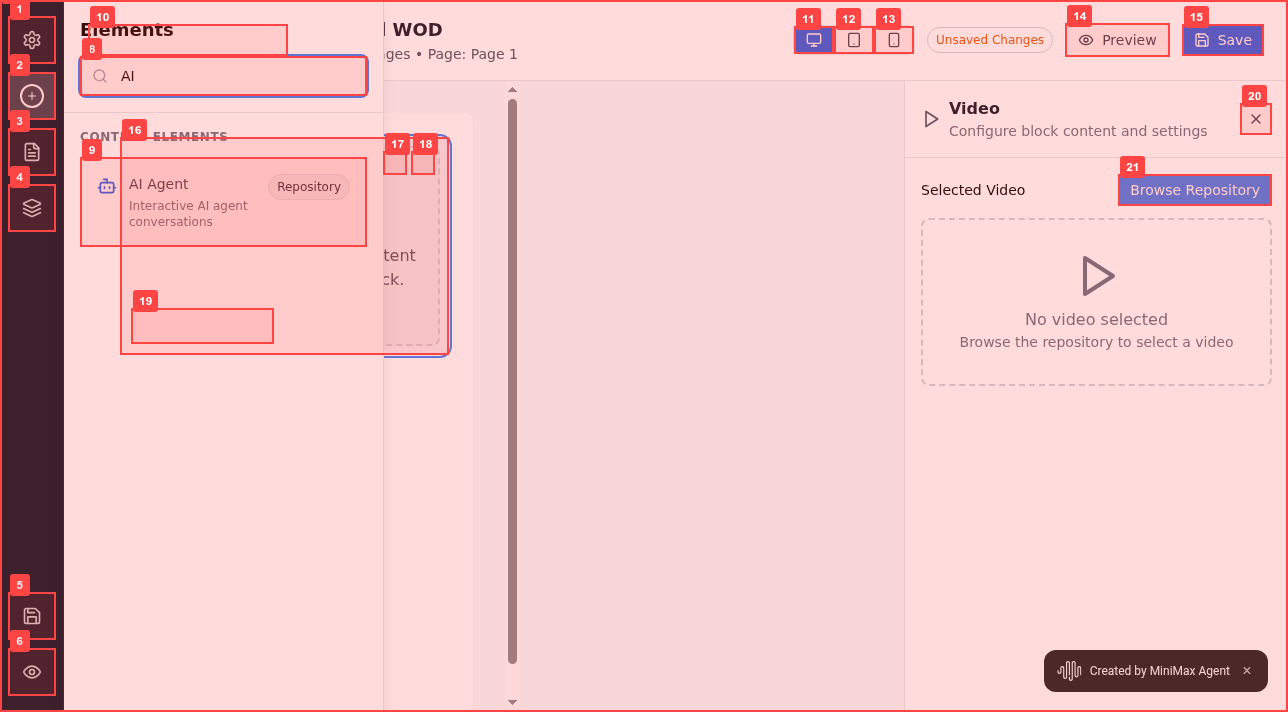 1
10
Elements
WOD
11
12
13
Unsaved Changes
14
Preview
15
Save
2
8
AI
ges • Page: Page 1
3
CONT ELEMENTS
16
17
18
9
AI Agent
Repository
Interactive AI agent
conversations
4
tent
ck.
19
Video
Configure block content and settings
20
21
Selected Video
Browse Repository
No video selected
Browse the repository to select a video
5
6
Created by MiniMax Agent